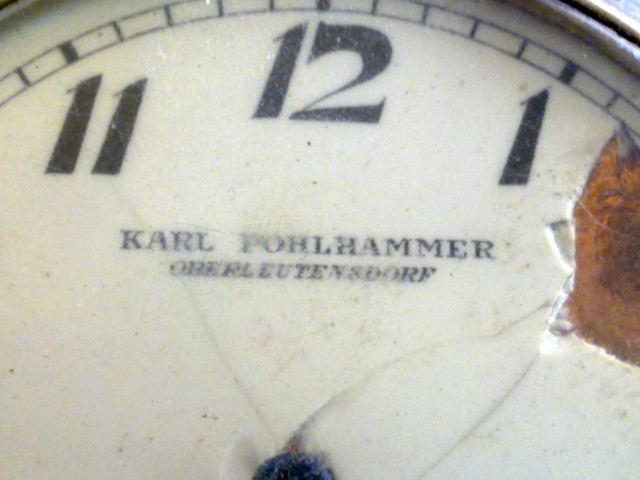 11 12 1
KARL POHLHAMMER
OBERLEUTENSDORF